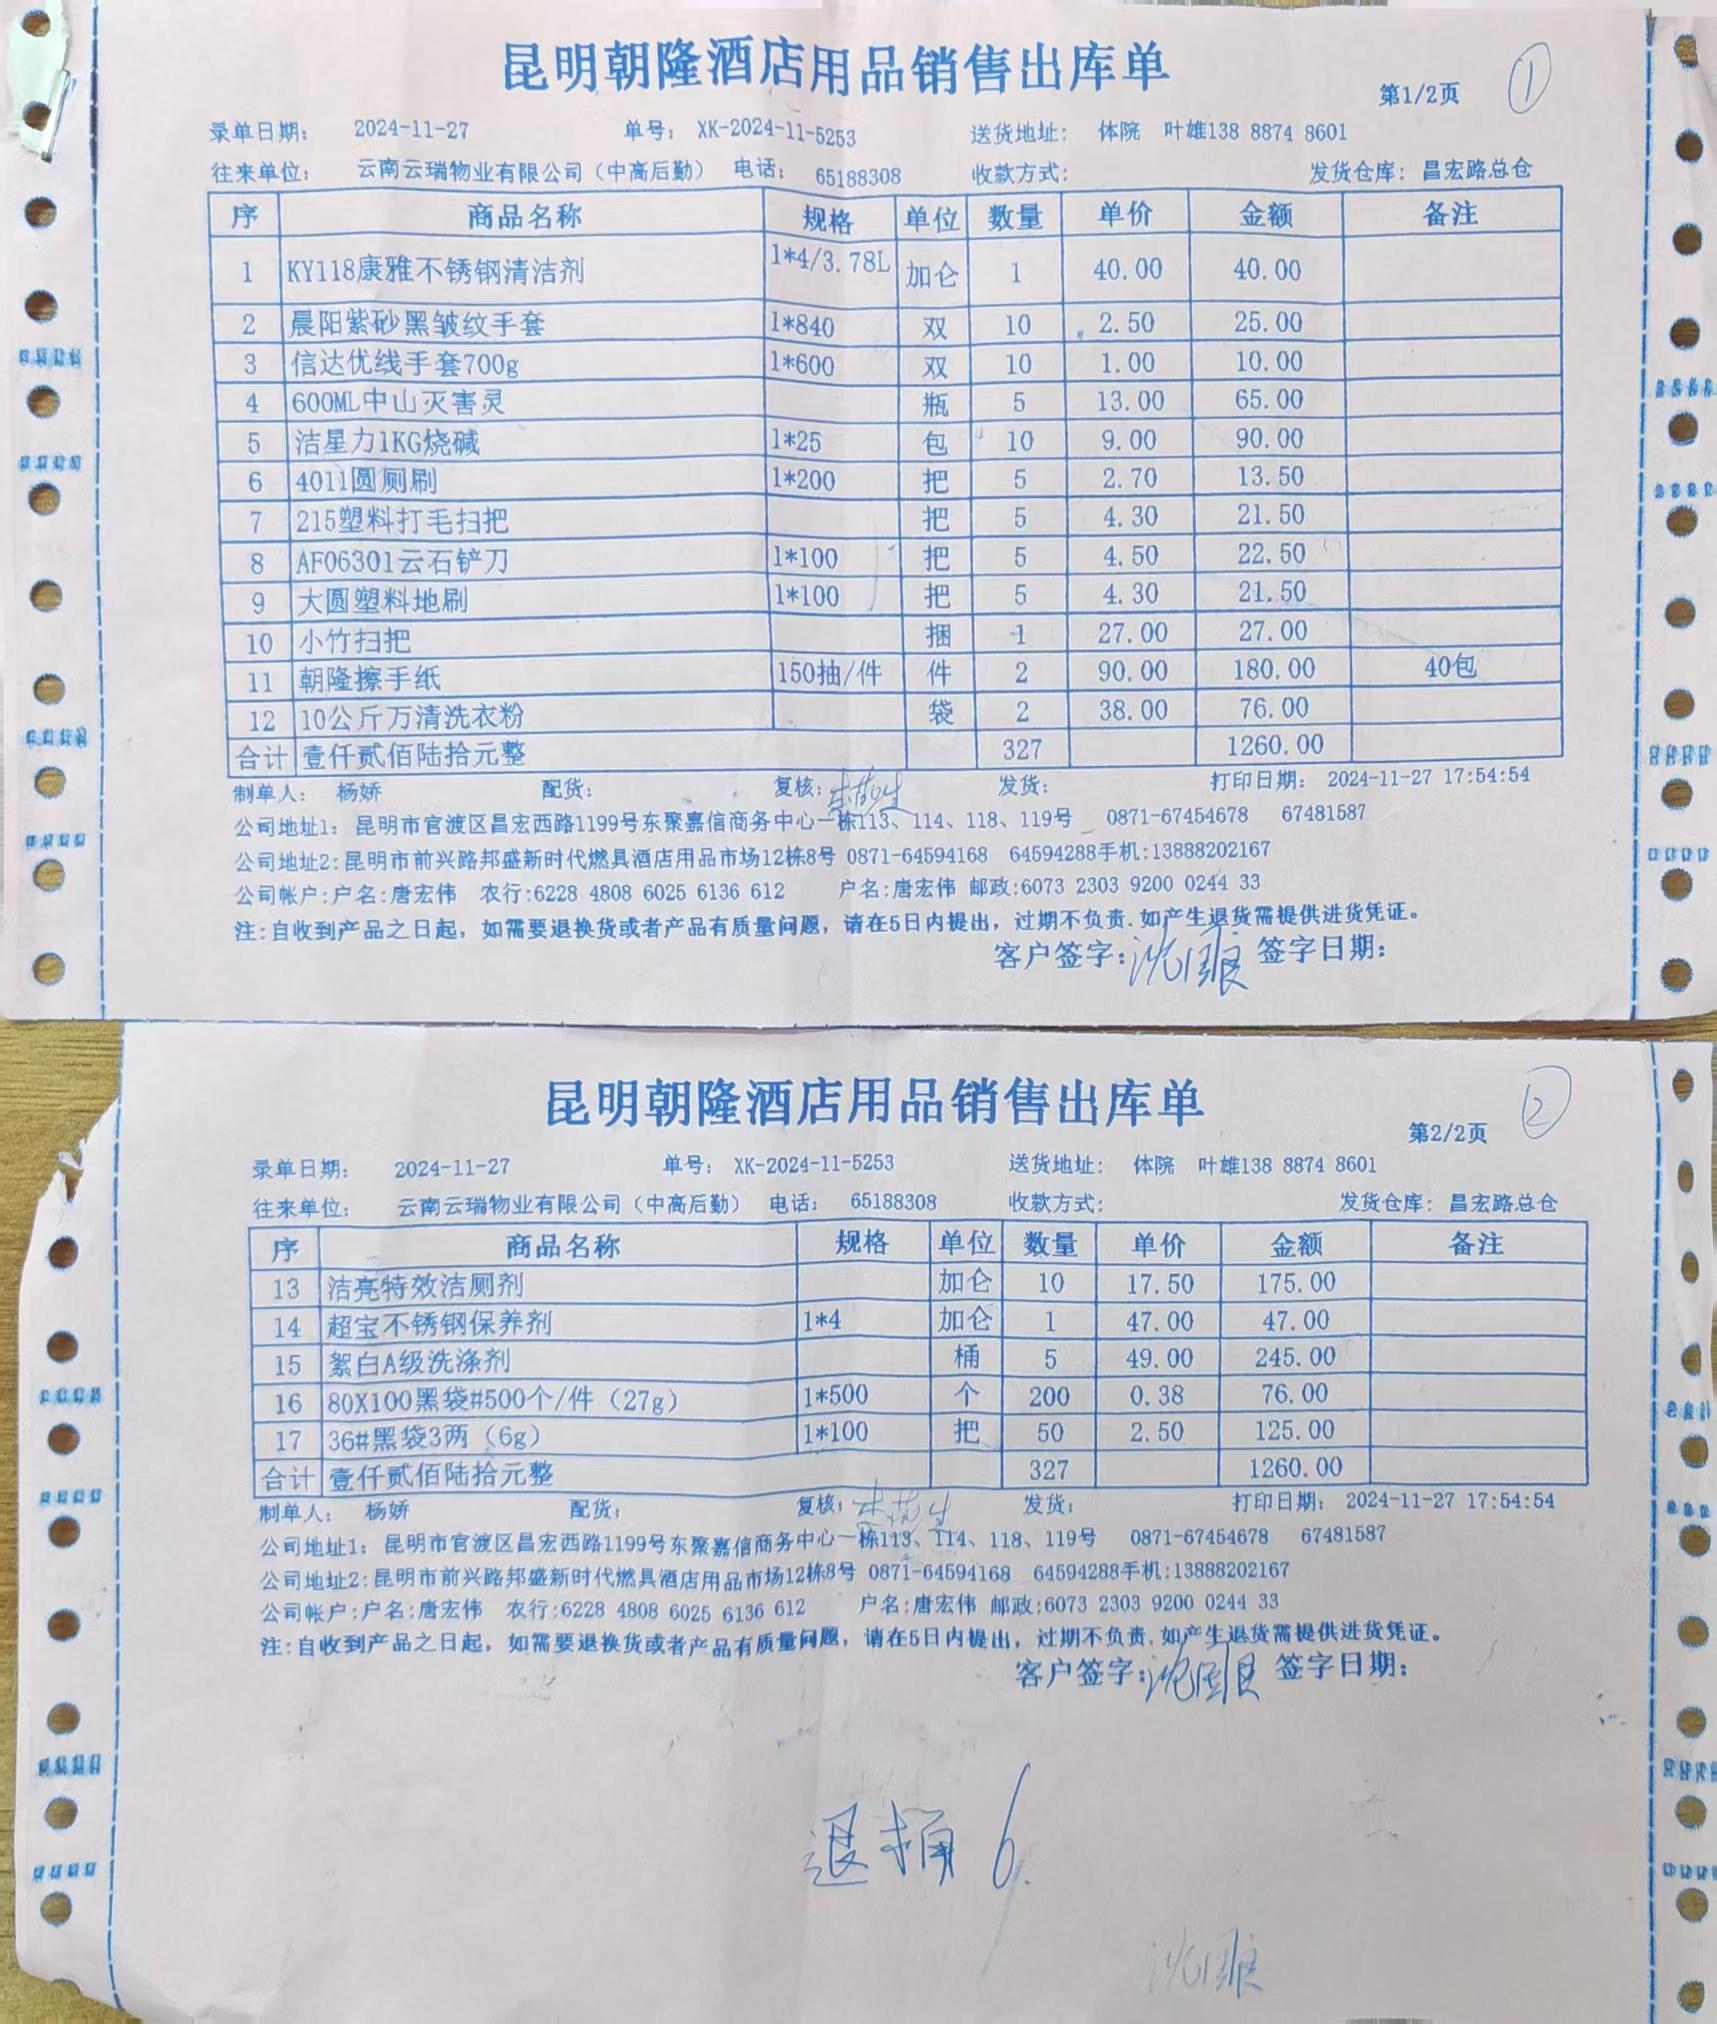 昆明朝隆酒店用品销售出库单
第1/2页 ①
录单日期: 2024-11-27 单号: XK-2024-11-5253 送货地址: 体院 叶雄138 8874 8601
往来单位: 云南云瑞物业有限公司（中高后勤） 电话: 65188308 收款方式: 发货仓库: 昌宏路总仓
序 商品名称 规格 单位 数量 单价 金额 备注
1 KY118康雅不锈钢清洁剂 1*4/3.78L 加仑 1 40.00 40.00
2 晨阳紫砂黑皱纹手套 1*840 双 10 2.50 25.00
3 信达优线手套700g 1*600 双 10 1.00 10.00
4 600ML中山灭害灵 瓶 5 13.00 65.00
5 洁星力1KG烧碱 1*25 包 10 9.00 90.00
6 4011圆厕刷 1*200 把 5 2.70 13.50
7 215塑料打毛扫把 把 5 4.30 21.50
8 AF06301云石铲刀 1*100 把 5 4.50 22.50
9 大圆塑料地刷 1*100 把 5 4.30 21.50
10 小竹扫把 捆 1 27.00 27.00
11 朝隆擦手纸 150抽/件 件 2 90.00 180.00 40包
12 10公斤万清洗衣粉 袋 2 38.00 76.00
合计 壹仟贰佰陆拾元整 327 1260.00
制单人: 杨娇 配货: 复核: 发货: 打印日期: 2024-11-27 17:54:54
公司地址1: 昆明市官渡区昌宏西路1199号东聚嘉信商务中心一栋113、114、118、119号 0871-67454678 67481587
公司地址2:昆明市前兴路邦盛新时代燃具酒店用品市场12栋8号 0871-64594168 64594288手机:13888202167
公司帐户:户名:唐宏伟 农行:6228 4808 6025 6136 612 户名:唐宏伟 邮政:6073 2303 9200 0244 33
注:自收到产品之日起，如需要退换货或者产品有质量问题，请在5日内提出，过期不负责.如产生退货需提供进货凭证。
客户签字: 签字日期:
昆明朝隆酒店用品销售出库单
第2/2页 ②
录单日期: 2024-11-27 单号: XK-2024-11-5253 送货地址: 体院 叶雄138 8874 8601
往来单位: 云南云瑞物业有限公司（中高后勤） 电话: 65188308 收款方式: 发货仓库: 昌宏路总仓
序 商品名称 规格 单位 数量 单价 金额 备注
13 洁亮特效洁厕剂 加仑 10 17.50 175.00
14 超宝不锈钢保养剂 1*4 加仑 1 47.00 47.00
15 絮白A级洗涤剂 桶 5 49.00 245.00
16 80X100黑袋#500个/件（27g） 1*500 个 200 0.38 76.00
17 36#黑袋3两（6g） 1*100 把 50 2.50 125.00
合计 壹仟贰佰陆拾元整 327 1260.00
制单人: 杨娇 配货: 复核: 发货: 打印日期: 2024-11-27 17:54:54
公司地址1: 昆明市官渡区昌宏西路1199号东聚嘉信商务中心一栋113、114、118、119号 0871-67454678 67481587
公司地址2:昆明市前兴路邦盛新时代燃具酒店用品市场12栋8号 0871-64594168 64594288手机:13888202167
公司帐户:户名:唐宏伟 农行:6228 4808 6025 6136 612 户名:唐宏伟 邮政:6073 2303 9200 0244 33
注:自收到产品之日起，如需要退换货或者产品有质量问题，请在5日内提出，过期不负责.如产生退货需提供进货凭证。
客户签字: 签字日期:
退桶 6.